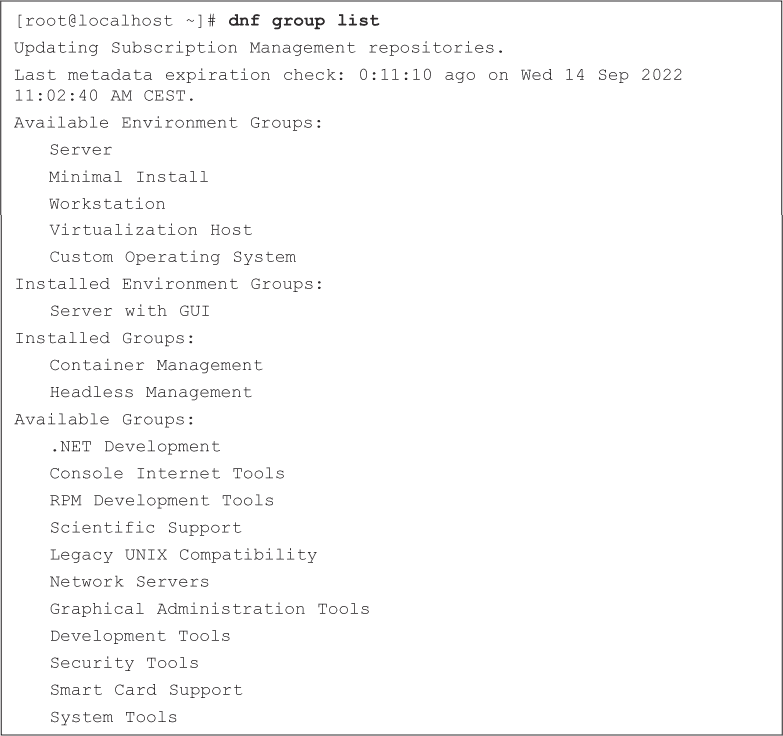 [root@localhost ~]# dnf group list
Updating Subscription Management repositories.
Last metadata expiration check: 0:11:10 ago on Wed 14 Sep 2022
11:02:40 AM CEST.
Available Environment Groups:
Server
Minimal Install
Workstation
Virtualization Host
Custom Operating System
Installed Environment Groups:
Server with GUI
Installed Groups:
Container Management
Headless Management
Available Groups:
.NET Development
Console Internet Tools
RPM Development Tools
Scientific Support
Legacy UNIX Compatibility
Network Servers
Graphical Administration Tools
Development Tools
Security Tools
Smart Card Support
System Tools